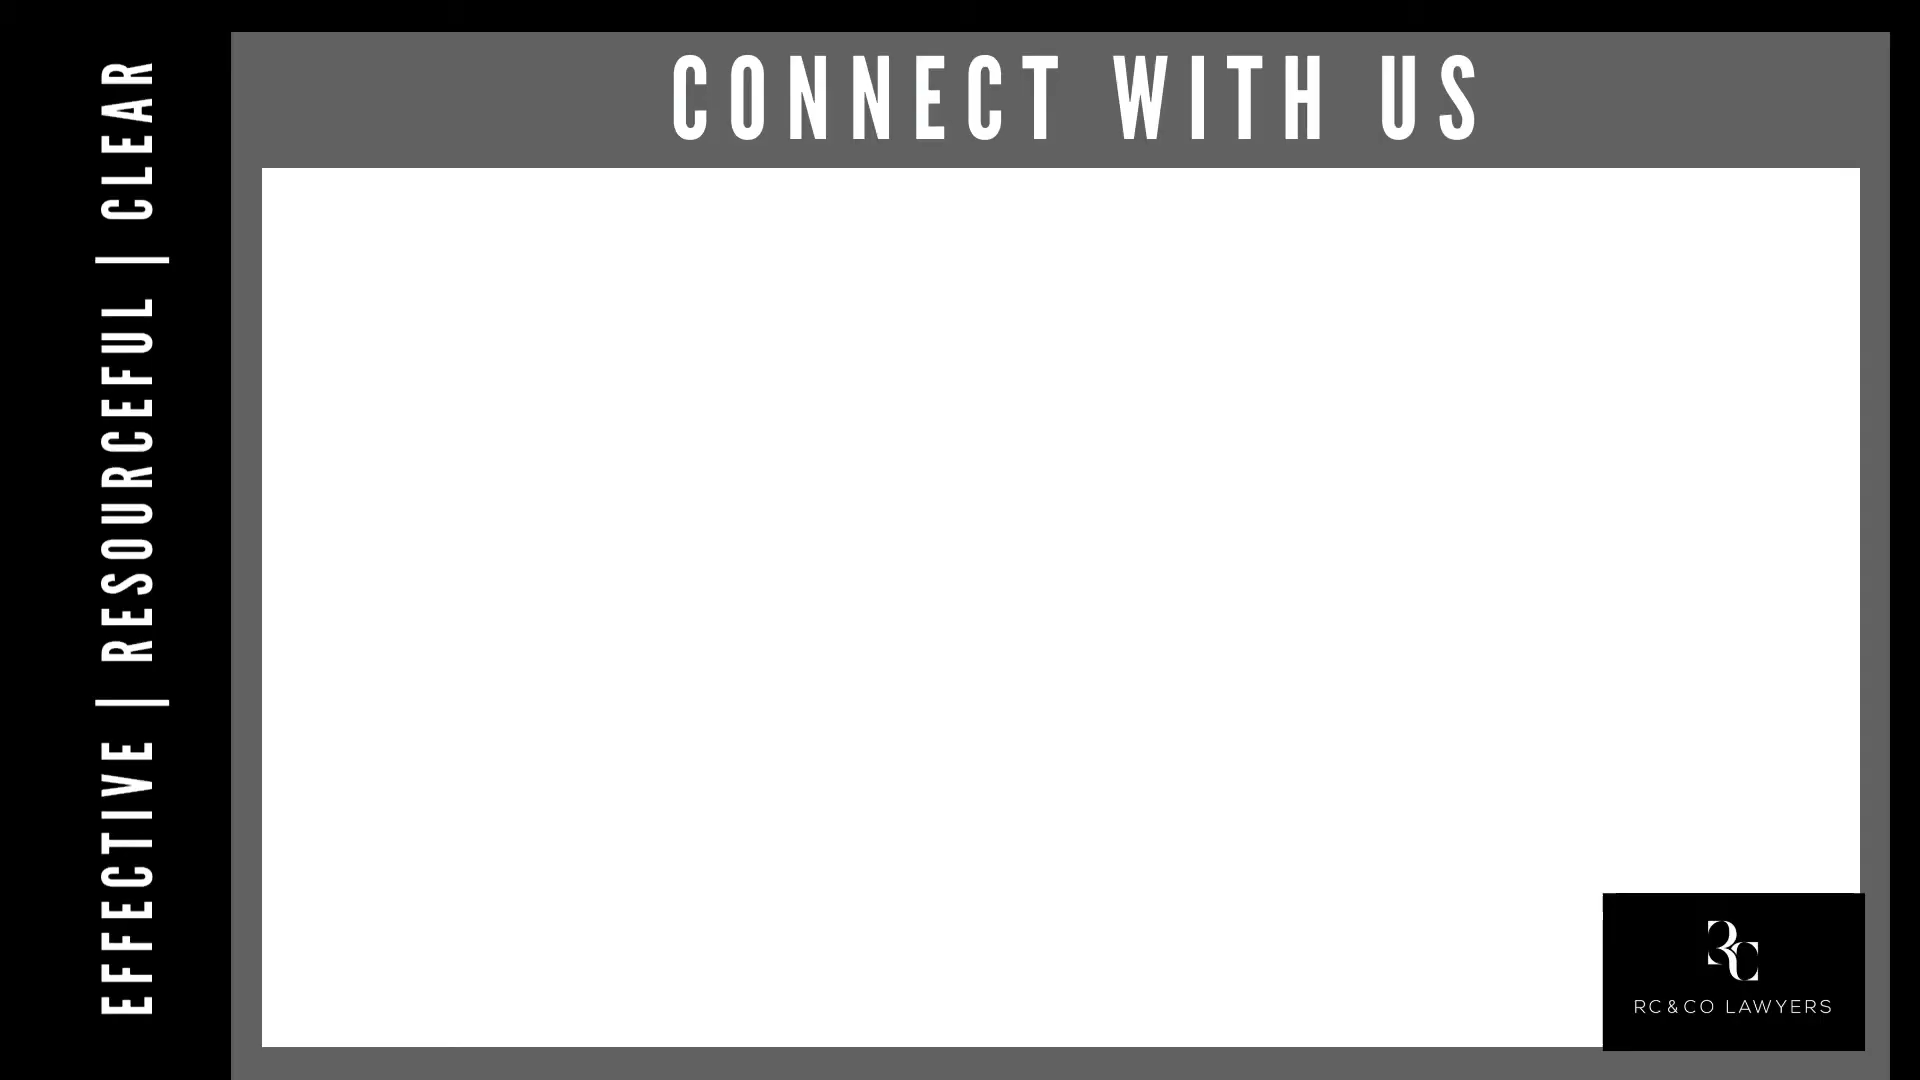 CONNECT WITH US
EFFECTIVE | RESOURCEFUL | CLEAR
RC
RC & CO LAWYERS